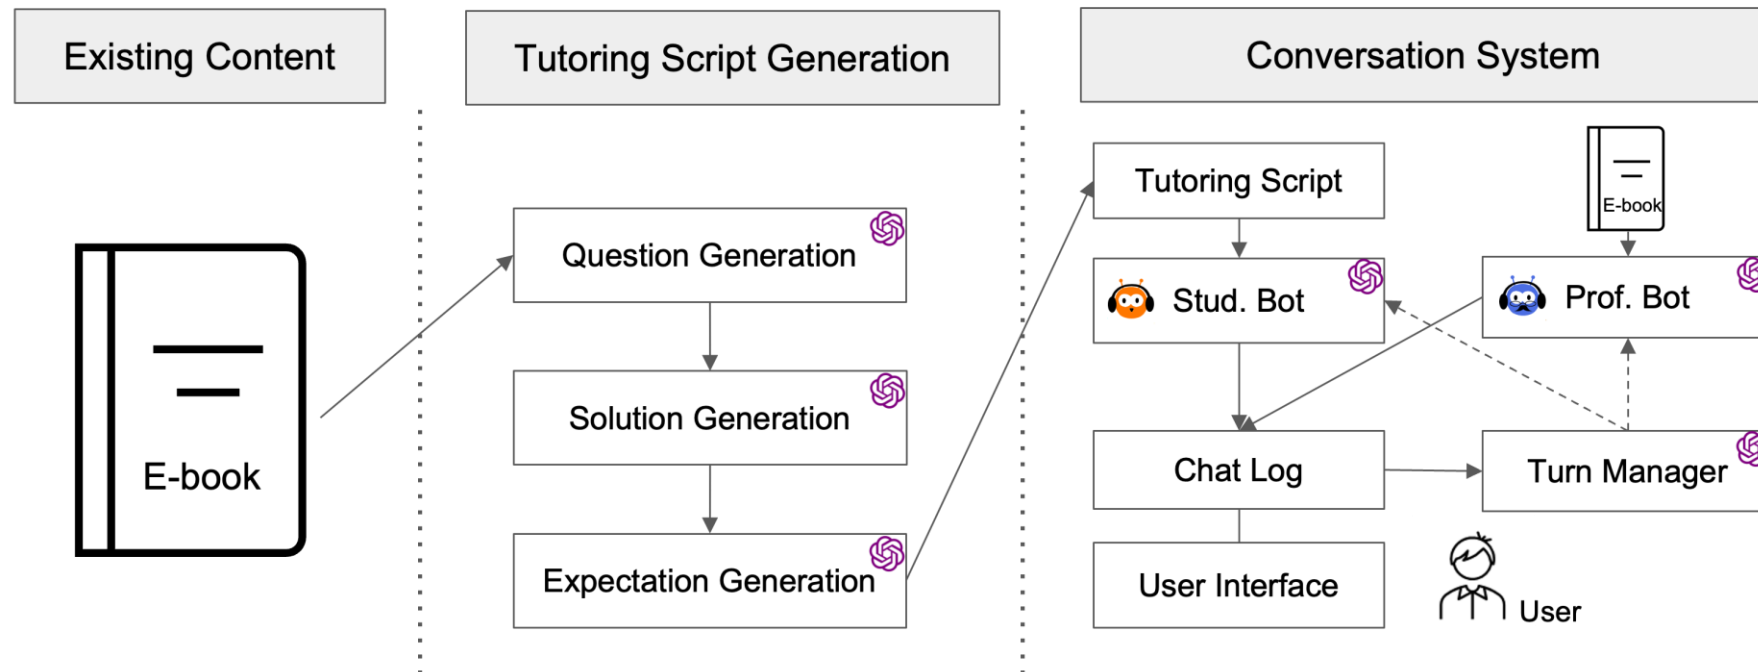 Existing Content
Tutoring Script Generation
Conversation System
E-book
Question Generation
Solution Generation
Expectation Generation
Tutoring Script
E-book
Stud. Bot
Prof. Bot
Chat Log
Turn Manager
User Interface
User